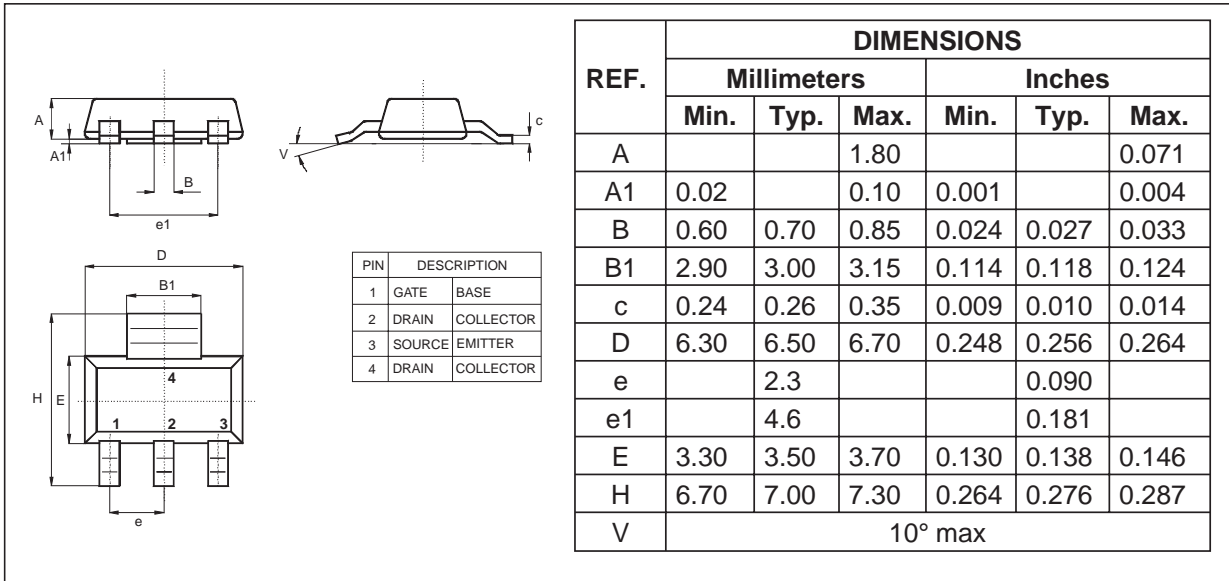 A
A1
B
e1
V
c
D
B1
H
E
4
1 2 3
e
PIN DESCRIPTION
1 GATE BASE
2 DRAIN COLLECTOR
3 SOURCE EMITTER
4 DRAIN COLLECTOR
REF. DIMENSIONS
Millimeters Inches
Min. Typ. Max. Min. Typ. Max.
A 1.80 0.071
A1 0.02 0.10 0.001 0.004
B 0.60 0.70 0.85 0.024 0.027 0.033
B1 2.90 3.00 3.15 0.114 0.118 0.124
c 0.24 0.26 0.35 0.009 0.010 0.014
D 6.30 6.50 6.70 0.248 0.256 0.264
e 2.3 0.090
e1 4.6 0.181
E 3.30 3.50 3.70 0.130 0.138 0.146
H 6.70 7.00 7.30 0.264 0.276 0.287
V 10° max